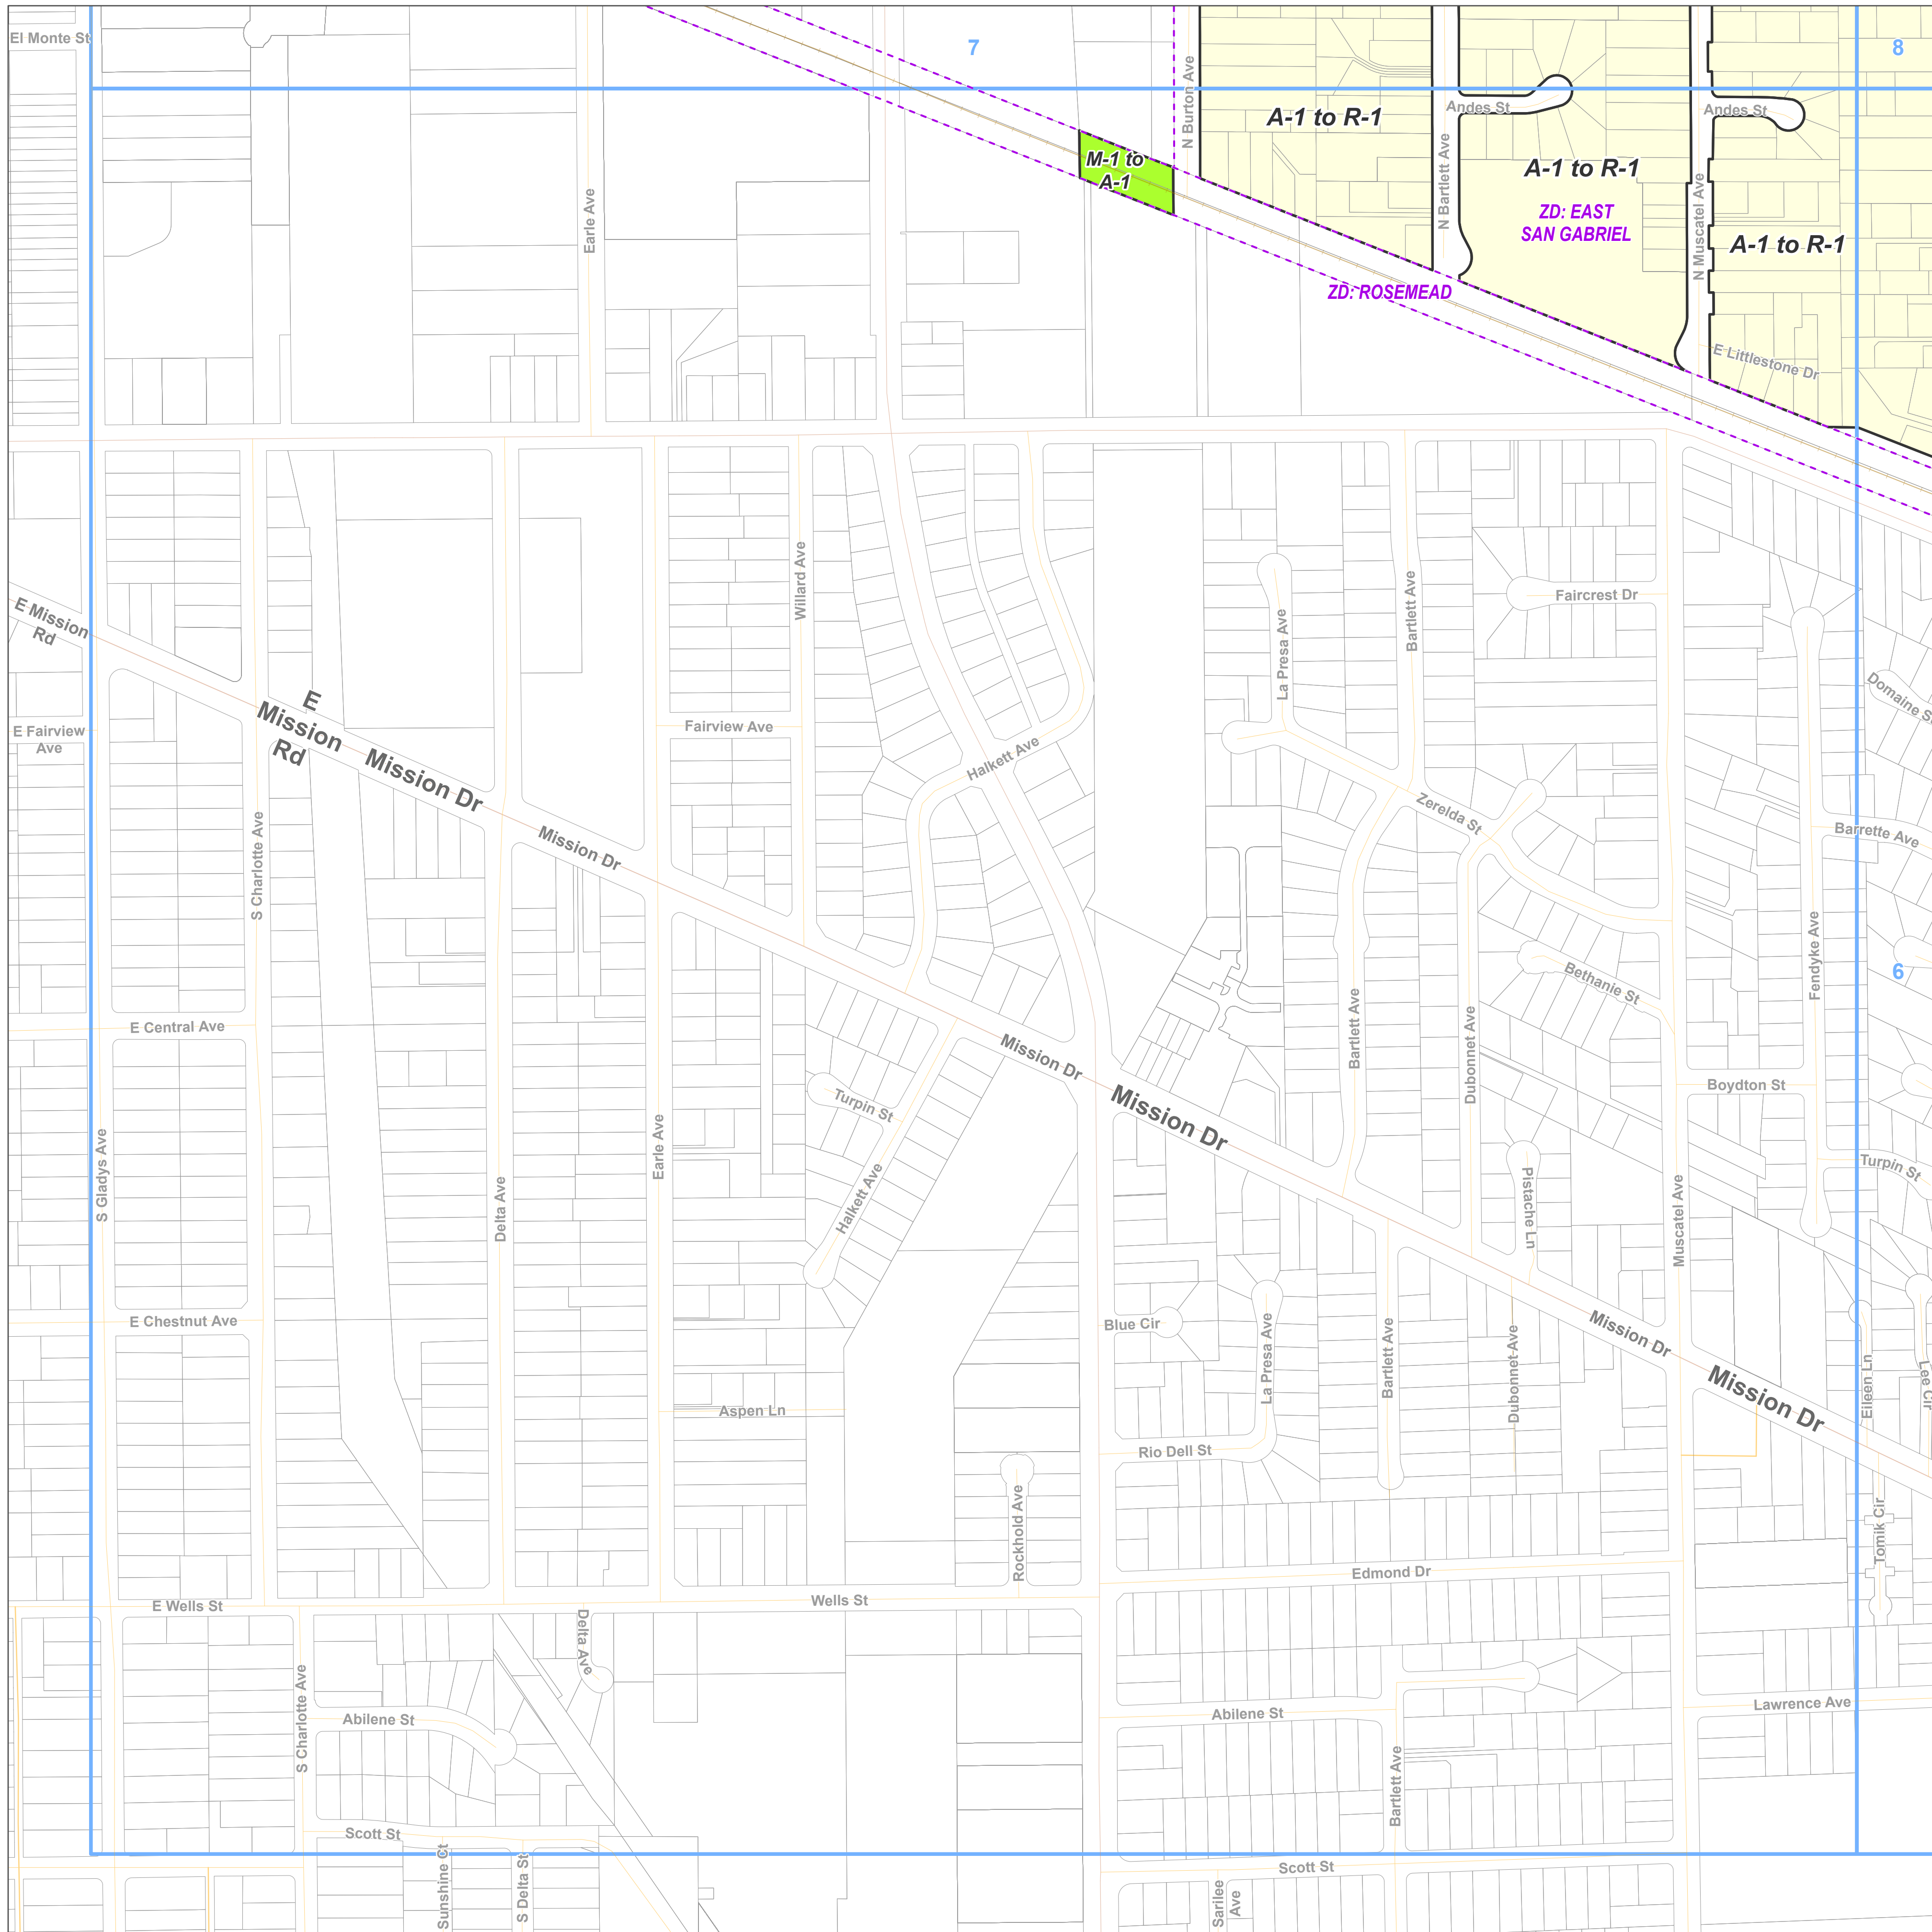 El Monte St
7
8
N Burton Ave
Andes St
Andes St
A-1 to R-1
N Bartlett Ave
M-1 to
A-1
A-1 to R-1
Earle Ave
N Muscatel Ave
ZD: EAST
SAN GABRIEL
A-1 to R-1
ZD: ROSEMEAD
E Littlestone Dr
Willard Ave
Faircrest Dr
Bartlett Ave
E Mission
Rd
La Presa Ave
Domaine S
E
Mission
Rd
E Fairview
Ave
Fairview Ave
Halkett Ave
Mission Dr
Zerelda St
Mission Dr
Barrette Ave
S Charlotte Ave
Fendyke Ave
6
Bethanie St
E Central Ave
Bartlett Ave
Dubonnet Ave
Mission Dr
Boydton St
Turpin St
Mission Dr
Earle Ave
S Gladys Ave
Turpin St
Halkett Ave
Delta Ave
Pistache Ln
Muscatel Ave
E Chestnut Ave
Blue Cir
Mission Dr
La Presa Ave
Bartlett Ave
Dubonnet Ave
Eileen Ln
Lee Cir
Mission Dr
Aspen Ln
Rio Dell St
Rockhold Ave
Tomik Cir
Edmond Dr
E Wells St
Wells St
Delta Ave
S Charlotte Ave
Lawrence Ave
Abilene St
Abilene St
Bartlett Ave
Scott St
Scott St
Sunshine Ct
S Delta St
Sarilee
Ave